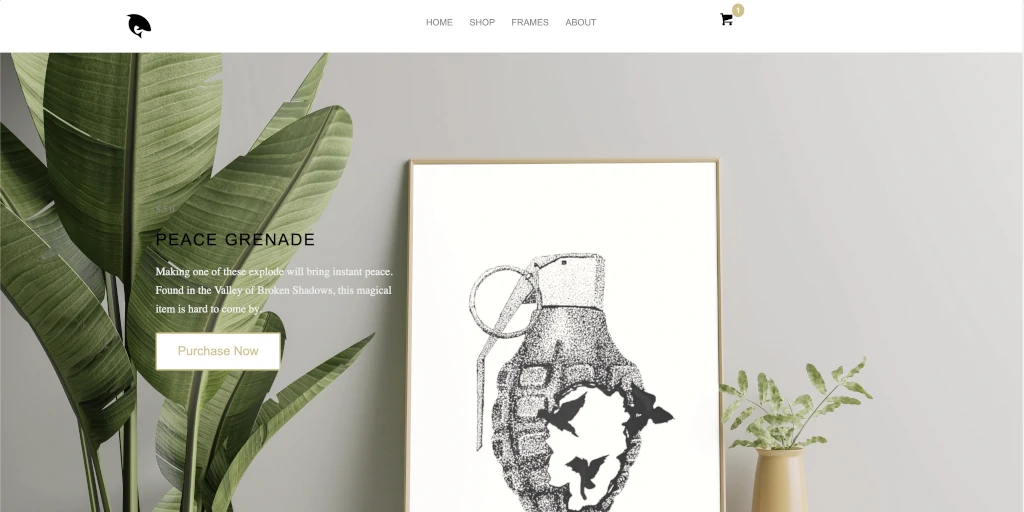 HOME SHOP FRAMES ABOUT
1
PEACE GRENADE
Making one of these explode will bring instant peace.
Found in the Valley of Broken Shadows, this magical
item is hard to come by.
Purchase Now